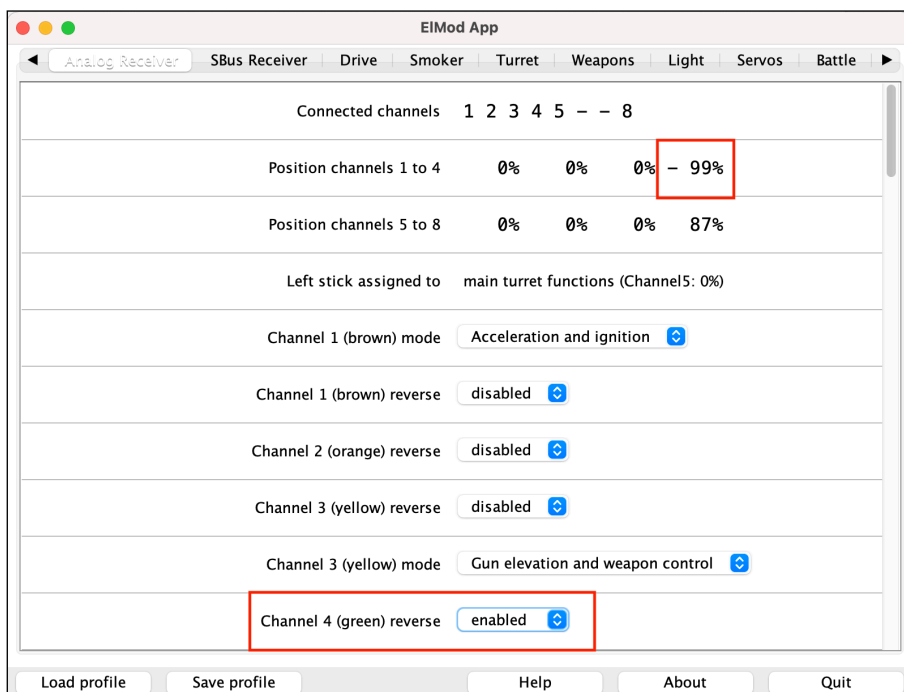 ElMod App
Analog Receiver SBus Receiver Drive Smoker Turret Weapons Light Servos Battle
Connected channels 1 2 3 4 5 – – 8
Position channels 1 to 4 0% 0% 0% – 99%
Position channels 5 to 8 0% 0% 0% 87%
Left stick assigned to main turret functions (Channel5: 0%)
Channel 1 (brown) mode Acceleration and ignition
Channel 1 (brown) reverse disabled
Channel 2 (orange) reverse disabled
Channel 3 (yellow) reverse disabled
Channel 3 (yellow) mode Gun elevation and weapon control
Channel 4 (green) reverse enabled
Load profile Save profile Help About Quit